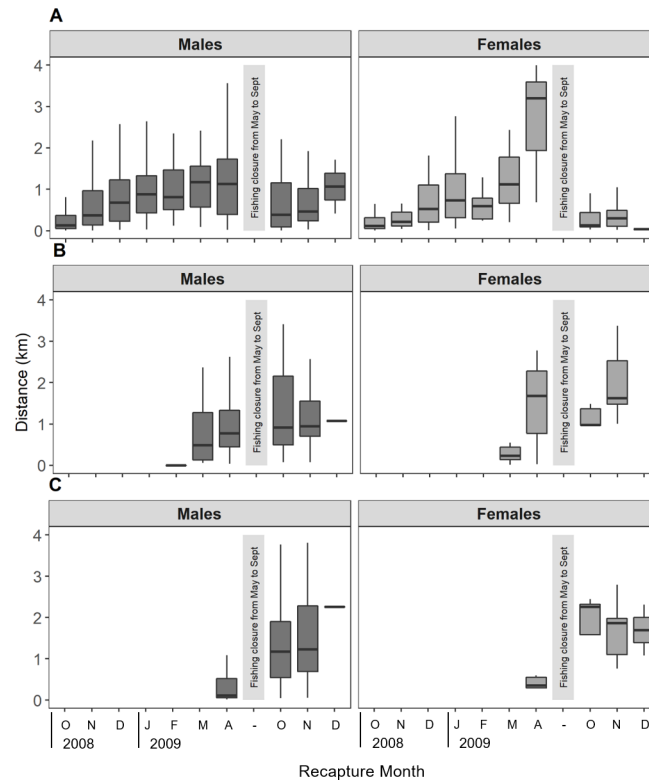 A
Males Females
4
3
2
1
0
Fishing closure from May to Sept
Fishing closure from May to Sept
B
Males Females
4
3
2
1
0
Fishing closure from May to Sept
Fishing closure from May to Sept
Distance (km)
C
Males Females
4
3
2
1
0
Fishing closure from May to Sept
Fishing closure from May to Sept
O N D J F M A - O N D O N D J F M A - O N D
2008 2009 2008 2009
Recapture Month